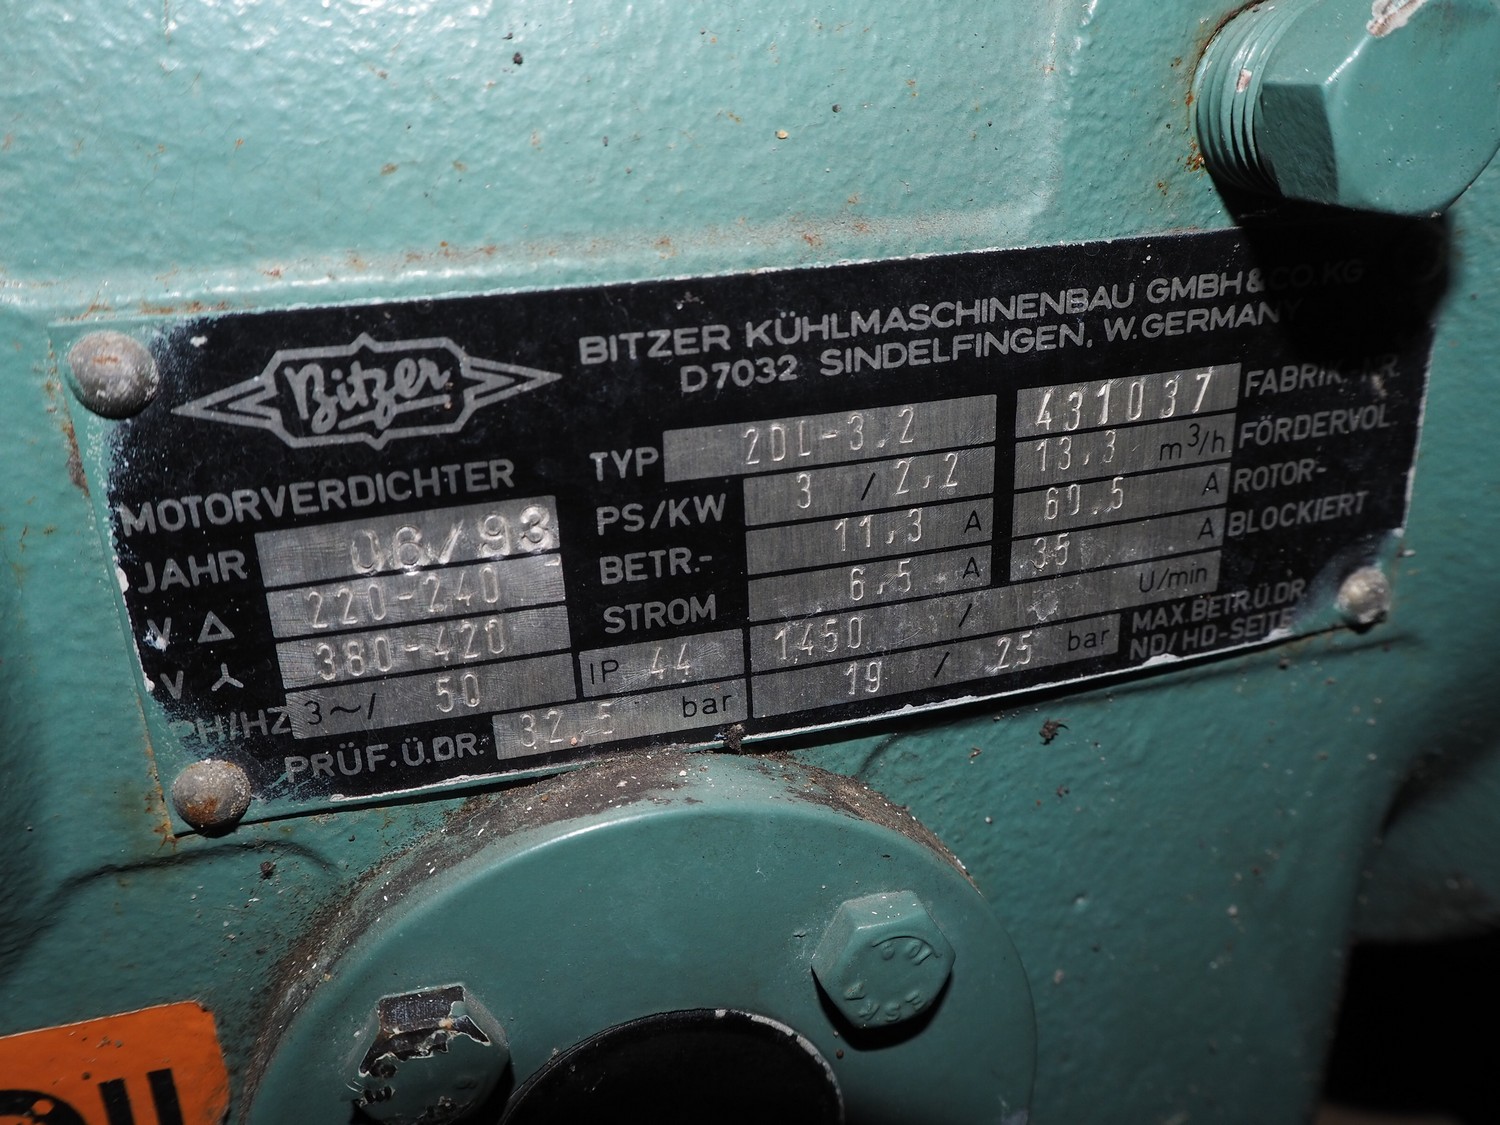 Bitzer
BITZER KÜHLMASCHINENBAU GMBH & CO.KG
D7032 SINDELFINGEN, W.GERMANY
MOTORVERDICHTER
TYP 2DL-3.2 431037 FABRIK.-NR.
JAHR 06/93
PS/KW 3 / 2,2 13,3 m³/h FÖRDERVOL.
V △ 220-240
BETR.- 11,3 A 60.5 A ROTOR-
V 人 380-420
STROM 6,5 A 35 A BLOCKIERT
PH/HZ 3~/ 50
IP 44
1450 / U/min
PRÜF.Ü.DR. 32.5 bar
19 / 25 bar MAX.BETR.Ü.DR.
ND/HD-SEITE